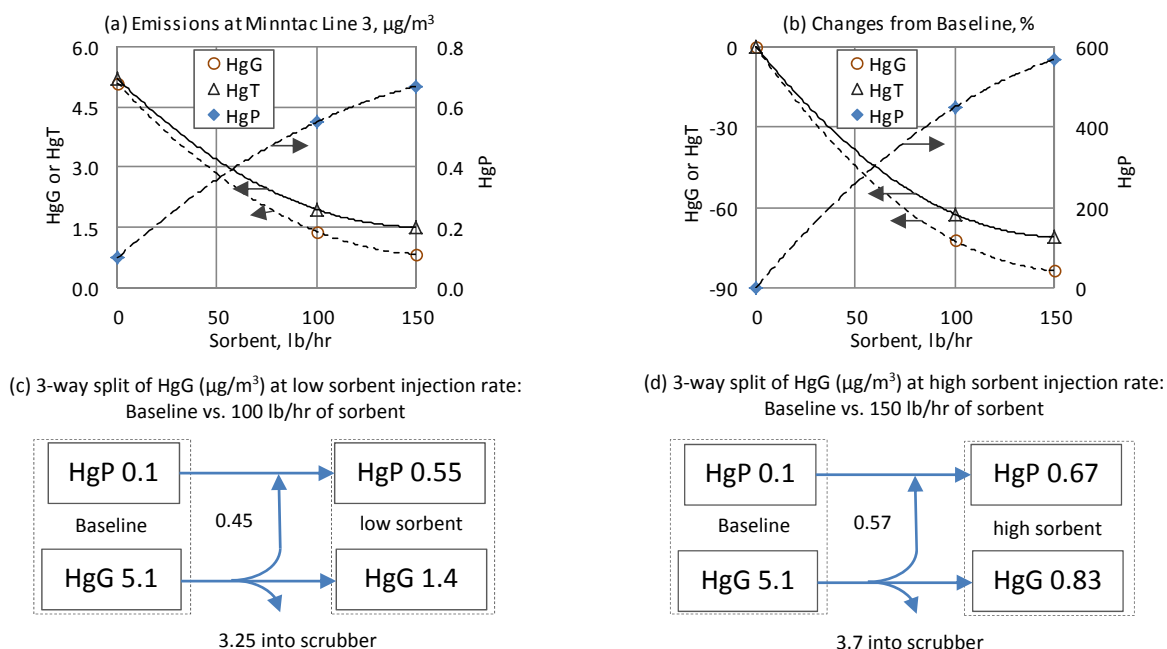 (a) Emissions at Minntac Line 3, µg/m³
6.0
4.5
3.0
1.5
0.0
HgG or HgT
0.8
0.6
0.4
0.2
0.0
HgP
HgG
HgT
HgP
0
50
100
150
Sorbent, lb/hr
(b) Changes from Baseline, %
0
-30
-60
-90
HgG or HgT
600
400
200
0
HgP
HgG
HgT
HgP
0
50
100
150
Sorbent, lb/hr
(c) 3-way split of HgG (µg/m³) at low sorbent injection rate:
Baseline vs. 100 lb/hr of sorbent
HgP 0.1
HgP 0.55
Baseline
0.45
low sorbent
HgG 5.1
HgG 1.4
3.25 into scrubber
(d) 3-way split of HgG (µg/m³) at high sorbent injection rate:
Baseline vs. 150 lb/hr of sorbent
HgP 0.1
HgP 0.67
Baseline
0.57
high sorbent
HgG 5.1
HgG 0.83
3.7 into scrubber